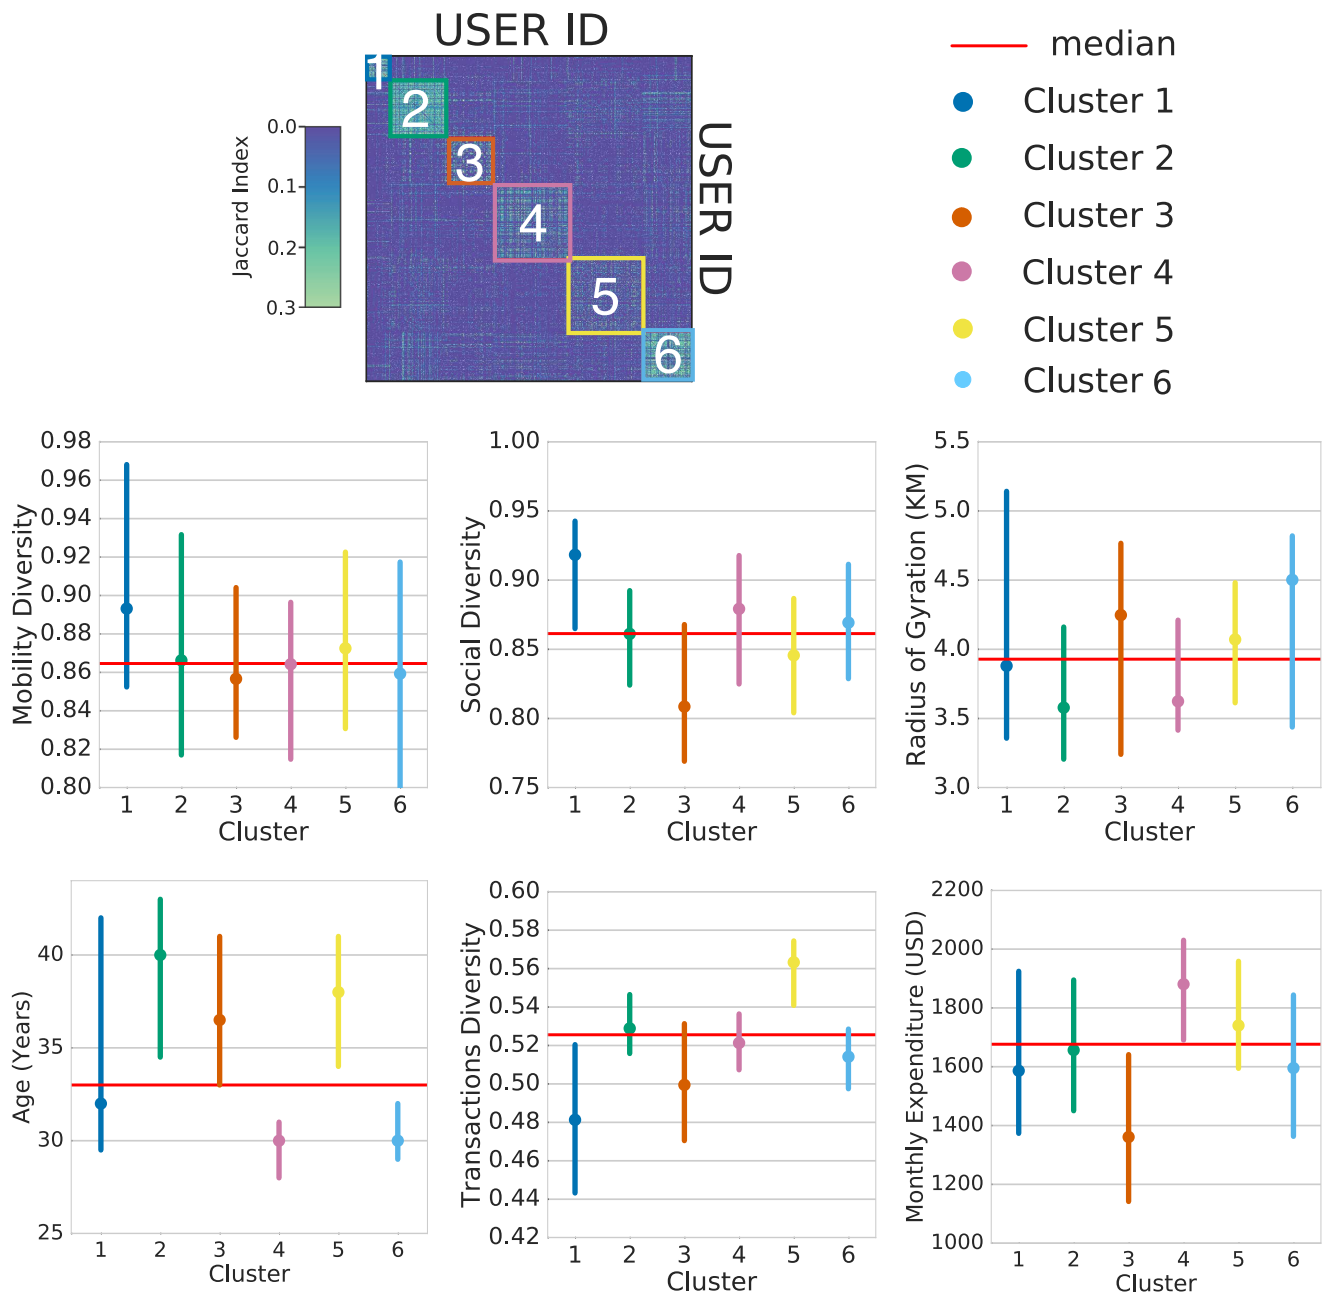 USER ID
1
2
3
4
5
6
USER ID
Jaccard Index
0.0
0.1
0.2
0.3
median
Cluster 1
Cluster 2
Cluster 3
Cluster 4
Cluster 5
Cluster 6
Mobility Diversity
0.98
0.96
0.94
0.92
0.90
0.88
0.86
0.84
0.82
0.80
1 2 3 4 5 6
Cluster
Social Diversity
1.00
0.95
0.90
0.85
0.80
0.75
1 2 3 4 5 6
Cluster
Radius of Gyration (KM)
5.5
5.0
4.5
4.0
3.5
3.0
1 2 3 4 5 6
Cluster
Age (Years)
40
35
30
25
1 2 3 4 5 6
Cluster
Transactions Diversity
0.60
0.58
0.56
0.54
0.52
0.50
0.48
0.46
0.44
0.42
1 2 3 4 5 6
Cluster
Monthly Expenditure (USD)
2200
2000
1800
1600
1400
1200
1000
1 2 3 4 5 6
Cluster